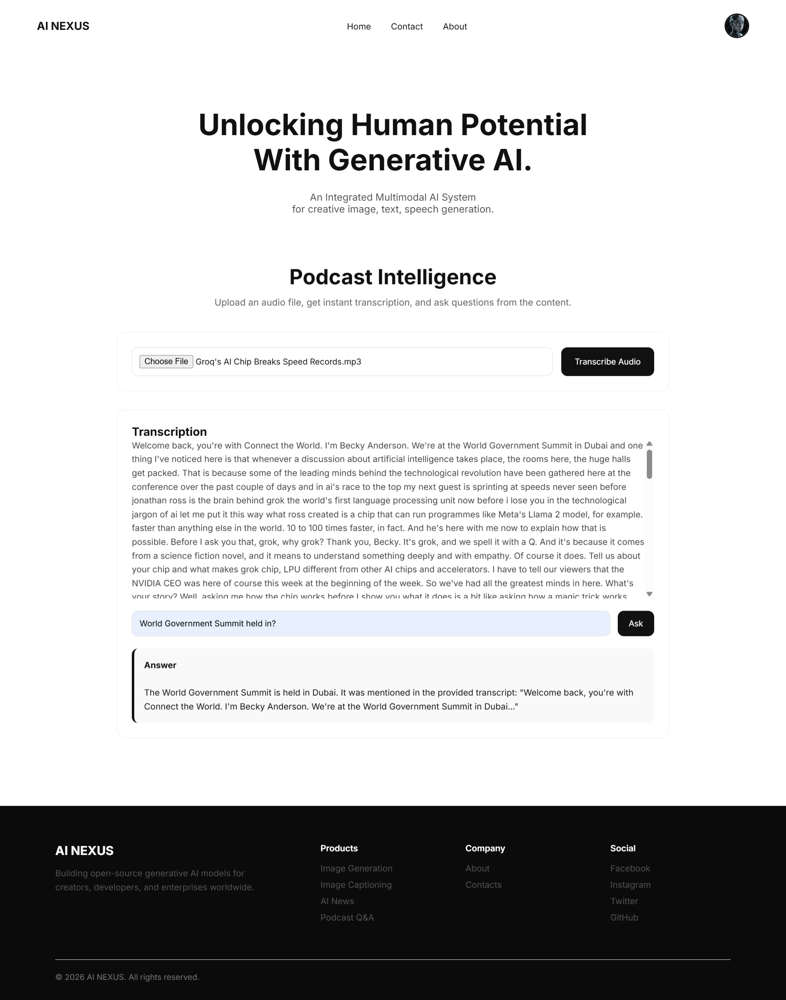 AI NEXUS
Home
Contact
About
Unlocking Human Potential
With Generative AI.
An Integrated Multimodal AI System
for creative image, text, speech generation.
Podcast Intelligence
Upload an audio file, get instant transcription, and ask questions from the content.
Choose File Groq's AI Chip Breaks Speed Records.mp3
Transcribe Audio
Transcription
Welcome back, you're with Connect the World. I'm Becky Anderson. We're at the World Government Summit in Dubai and one
thing I've noticed here is that whenever a discussion about artificial intelligence takes place, the rooms here, the huge halls
get packed. That is because some of the leading minds behind the technological revolution have been gathered here at the
conference over the past couple of days and in ai's race to the top my next guest is sprinting at speeds never seen before
jonathan ross is the brain behind grok the world's first language processing unit now before i lose you in the technological
jargon of ai let me put it this way what ross created is a chip that can run programmes like Meta's Llama 2 model, for example.
faster than anything else in the world. 10 to 100 times faster, in fact. And he's here with me now to explain how that is
possible. Before I ask you that, grok, why grok? Thank you, Becky. It's grok, and we spell it with a Q. And it's because it comes
from a science fiction novel, and it means to understand something deeply and with empathy. Of course it does. Tell us about
your chip and what makes grok chip, LPU different from other AI chips and accelerators. I have to tell our viewers that the
NVIDIA CEO was here of course this week at the beginning of the week. So we've had all the greatest minds in here. What's
your story? Well, asking me how the chip works before I show you what it does is a bit like asking how a magic trick works
World Government Summit held in?
Ask
Answer
The World Government Summit is held in Dubai. It was mentioned in the provided transcript: "Welcome back, you're with
Connect the World. I'm Becky Anderson. We're at the World Government Summit in Dubai..."
AI NEXUS
Building open-source generative AI models for
creators, developers, and enterprises worldwide.
Products
Image Generation
Image Captioning
AI News
Podcast Q&A
Company
About
Contacts
Social
Facebook
Instagram
Twitter
GitHub
© 2026 AI NEXUS. All rights reserved.